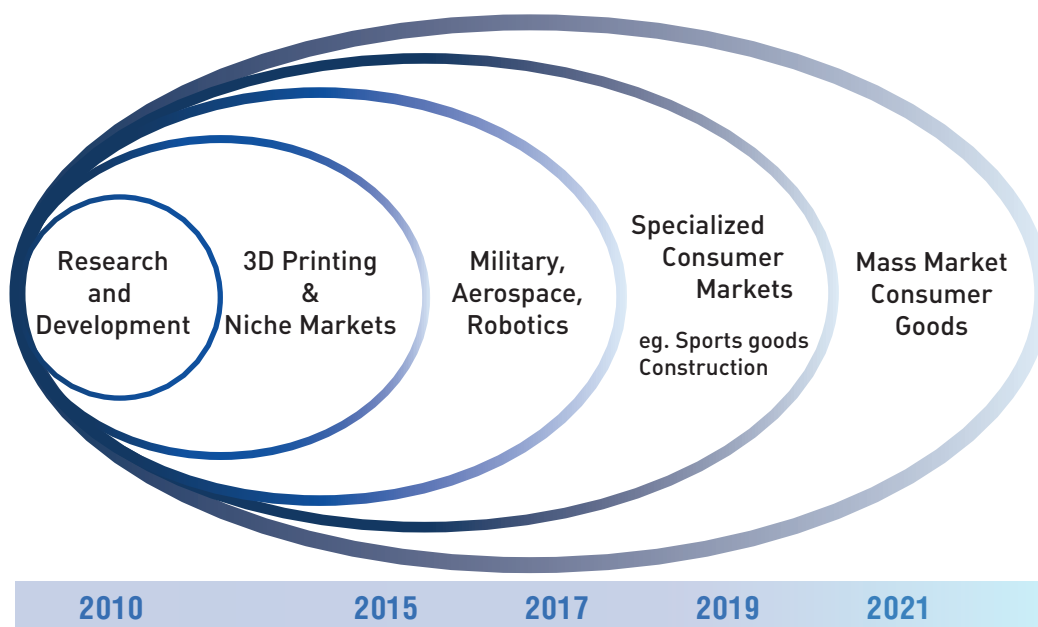 Research
and
Development
3D Printing
&
Niche Markets
Military,
Aerospace,
Robotics
Specialized
Consumer
Markets
eg. Sports goods
Construction
Mass Market
Consumer
Goods
2010
2015
2017
2019
2021